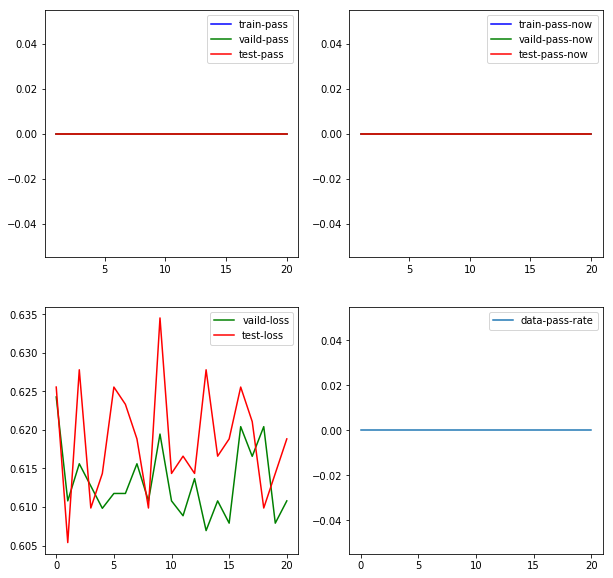 train-pass
vaild-pass
test-pass
0.04
0.02
0.00
−0.02
−0.04
5 10 15 20
train-pass-now
vaild-pass-now
test-pass-now
0.04
0.02
0.00
−0.02
−0.04
5 10 15 20
vaild-loss
test-loss
0.635
0.630
0.625
0.620
0.615
0.610
0.605
0 5 10 15 20
data-pass-rate
0.04
0.02
0.00
−0.02
−0.04
0 5 10 15 20